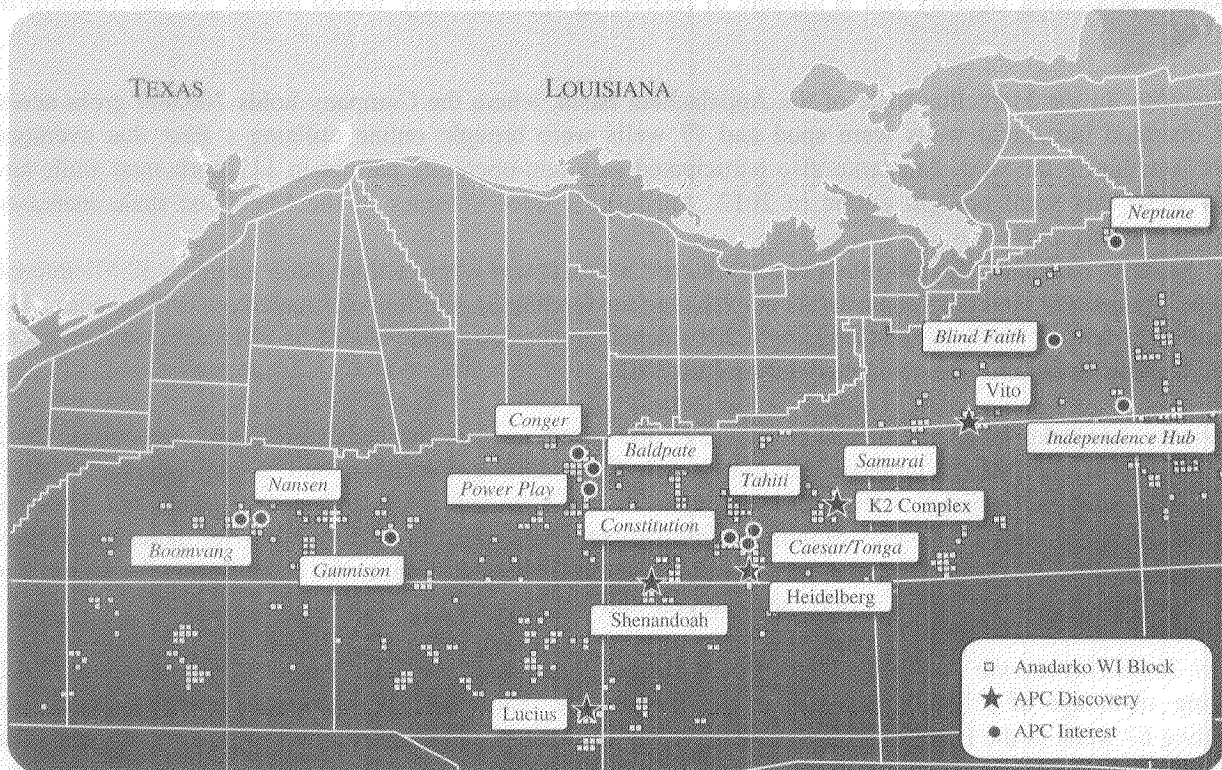 TEXAS
LOUISIANA
Neptune
Blind Faith
Vito
Conger
Baldpate
Independence Hub
Samurai
Nansen
Power Play
Tahiti
K2 Complex
Constitution
Boomvang
Caesar/Tonga
Gunnison
Heidelberg
Shenandoah
Lucius
Anadarko WI Block
APC Discovery
APC Interest